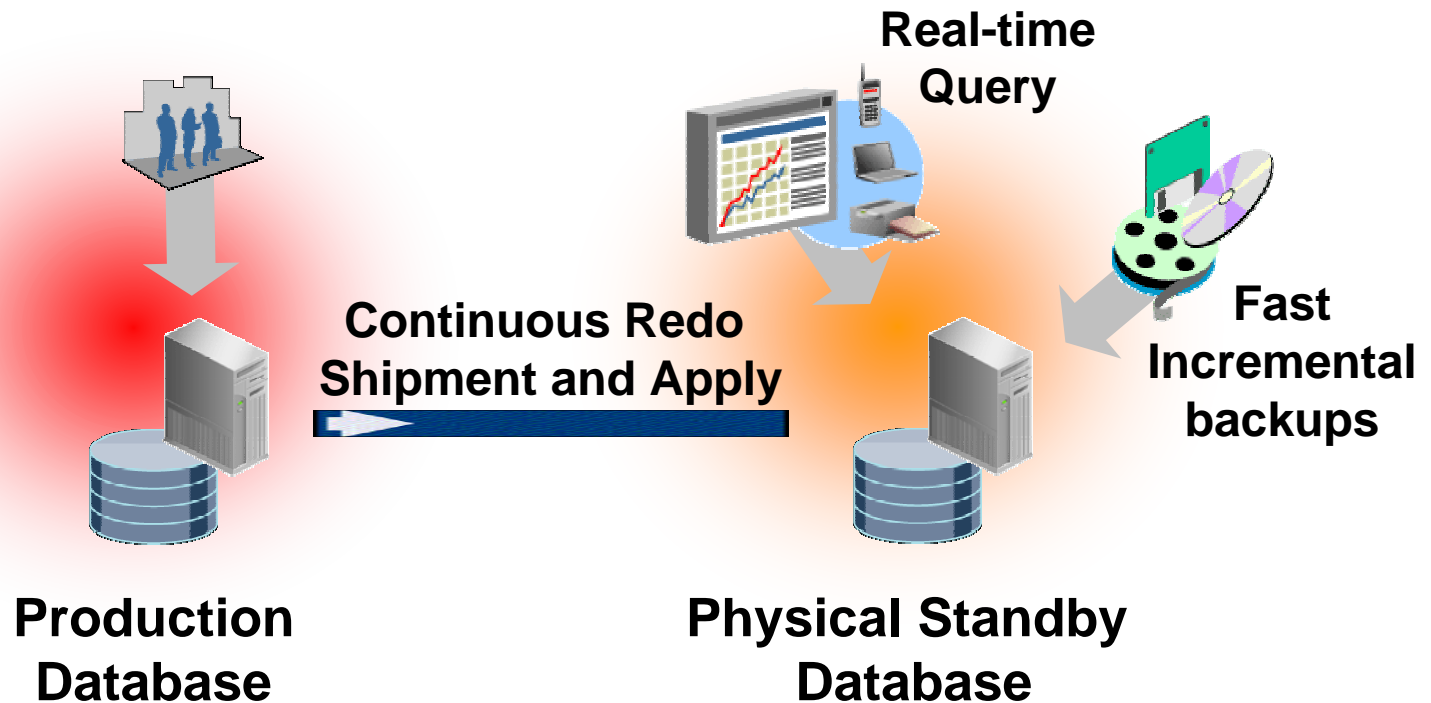 Real-time
Query
Continuous Redo
Shipment and Apply
Fast
Incremental
backups
Production
Database
Physical Standby
Database